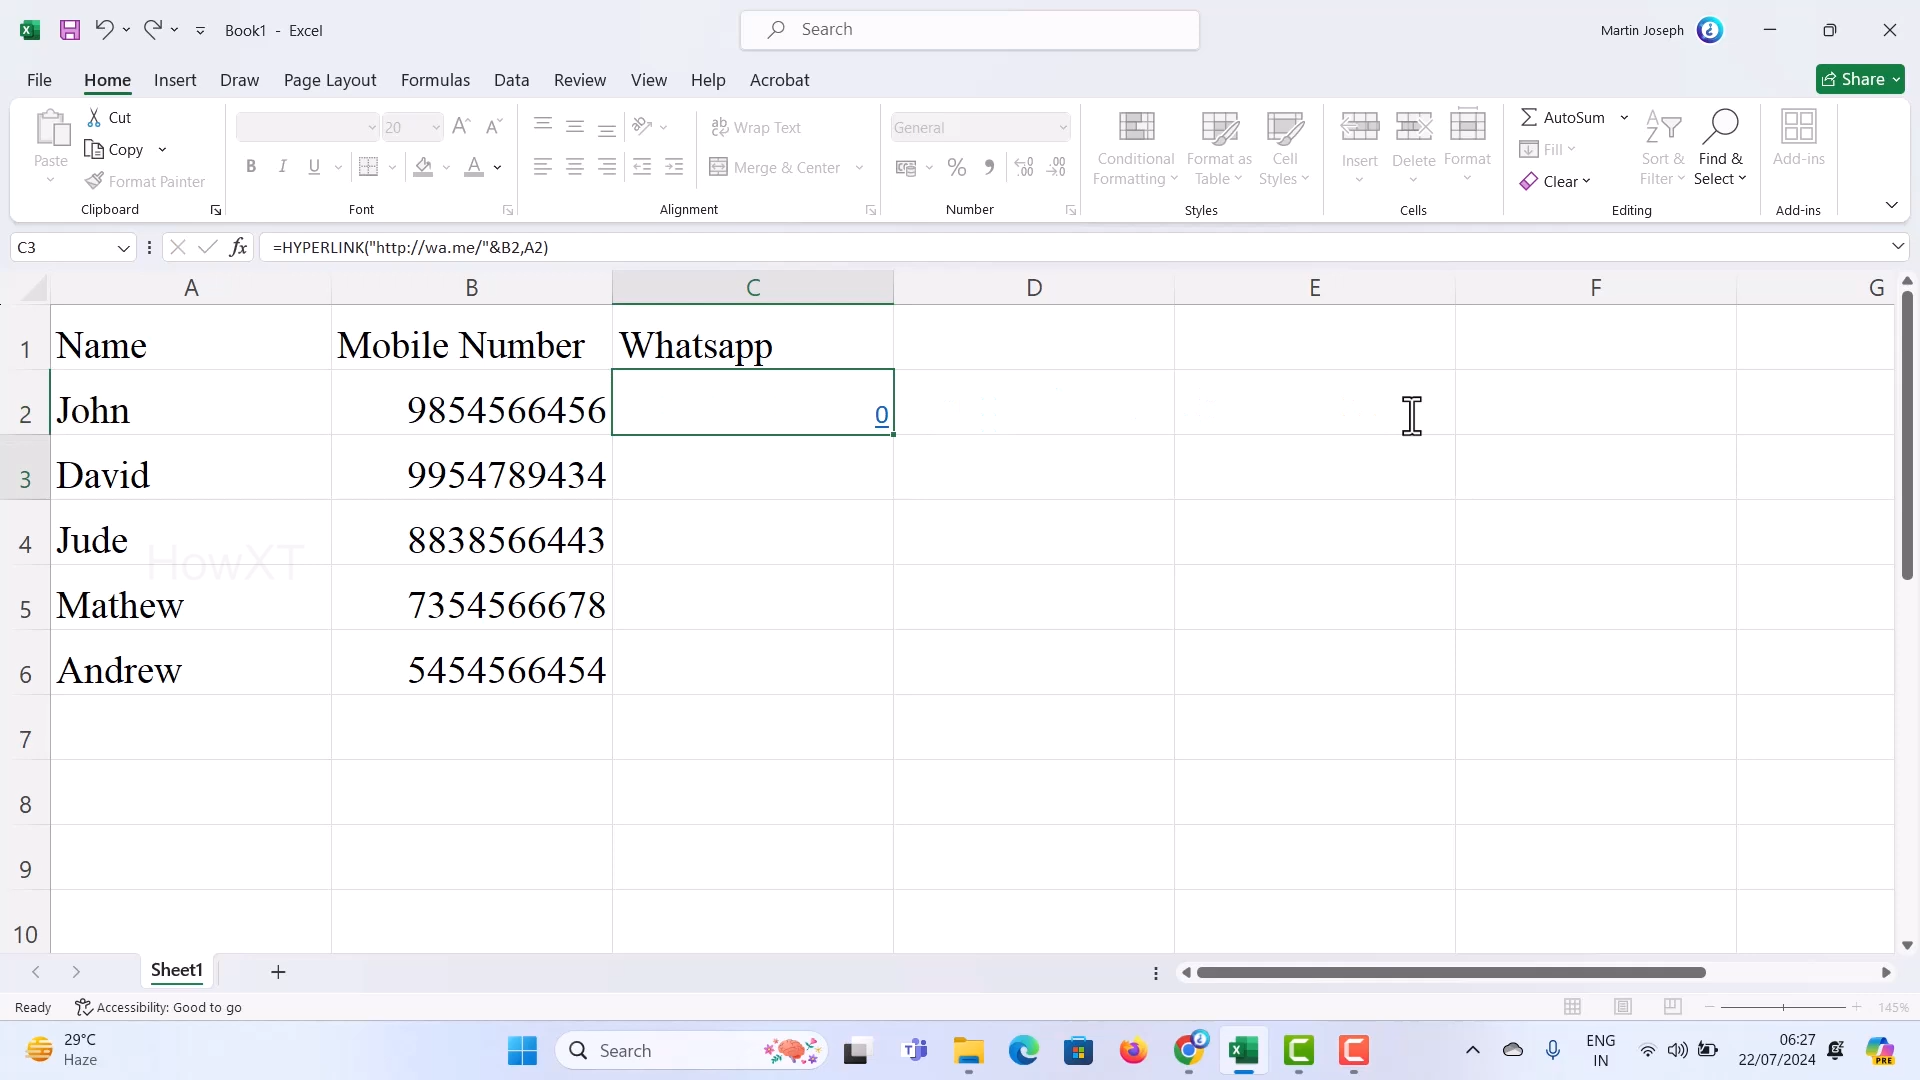 Book1 - Excel
Search
Martin Joseph
File Home Insert Draw Page Layout Formulas Data Review View Help Acrobat
Share
Paste
Cut
Copy
Format Painter
Clipboard
20
B I U
A
Font
ab Wrap Text
Merge & Center
Alignment
General
%
Number
Conditional Formatting
Format as Table
Cell Styles
Styles
Insert
Delete
Format
Cells
AutoSum
Fill
Clear
Sort & Filter
Find & Select
Editing
Add-ins
Add-ins
C3
fx
=HYPERLINK("http://wa.me/"&B2,A2)
A B C D E F G
1 Name Mobile Number Whatsapp
2 John 9854566456 0
3 David 9954789434
4 Jude 8838566443
HowXT
5 Mathew 7354566678
6 Andrew 5454566454
7
8
9
10
Sheet1
Ready
Accessibility: Good to go
145%
29°C
Haze
Search
ENG
IN
06:27
22/07/2024
PRE